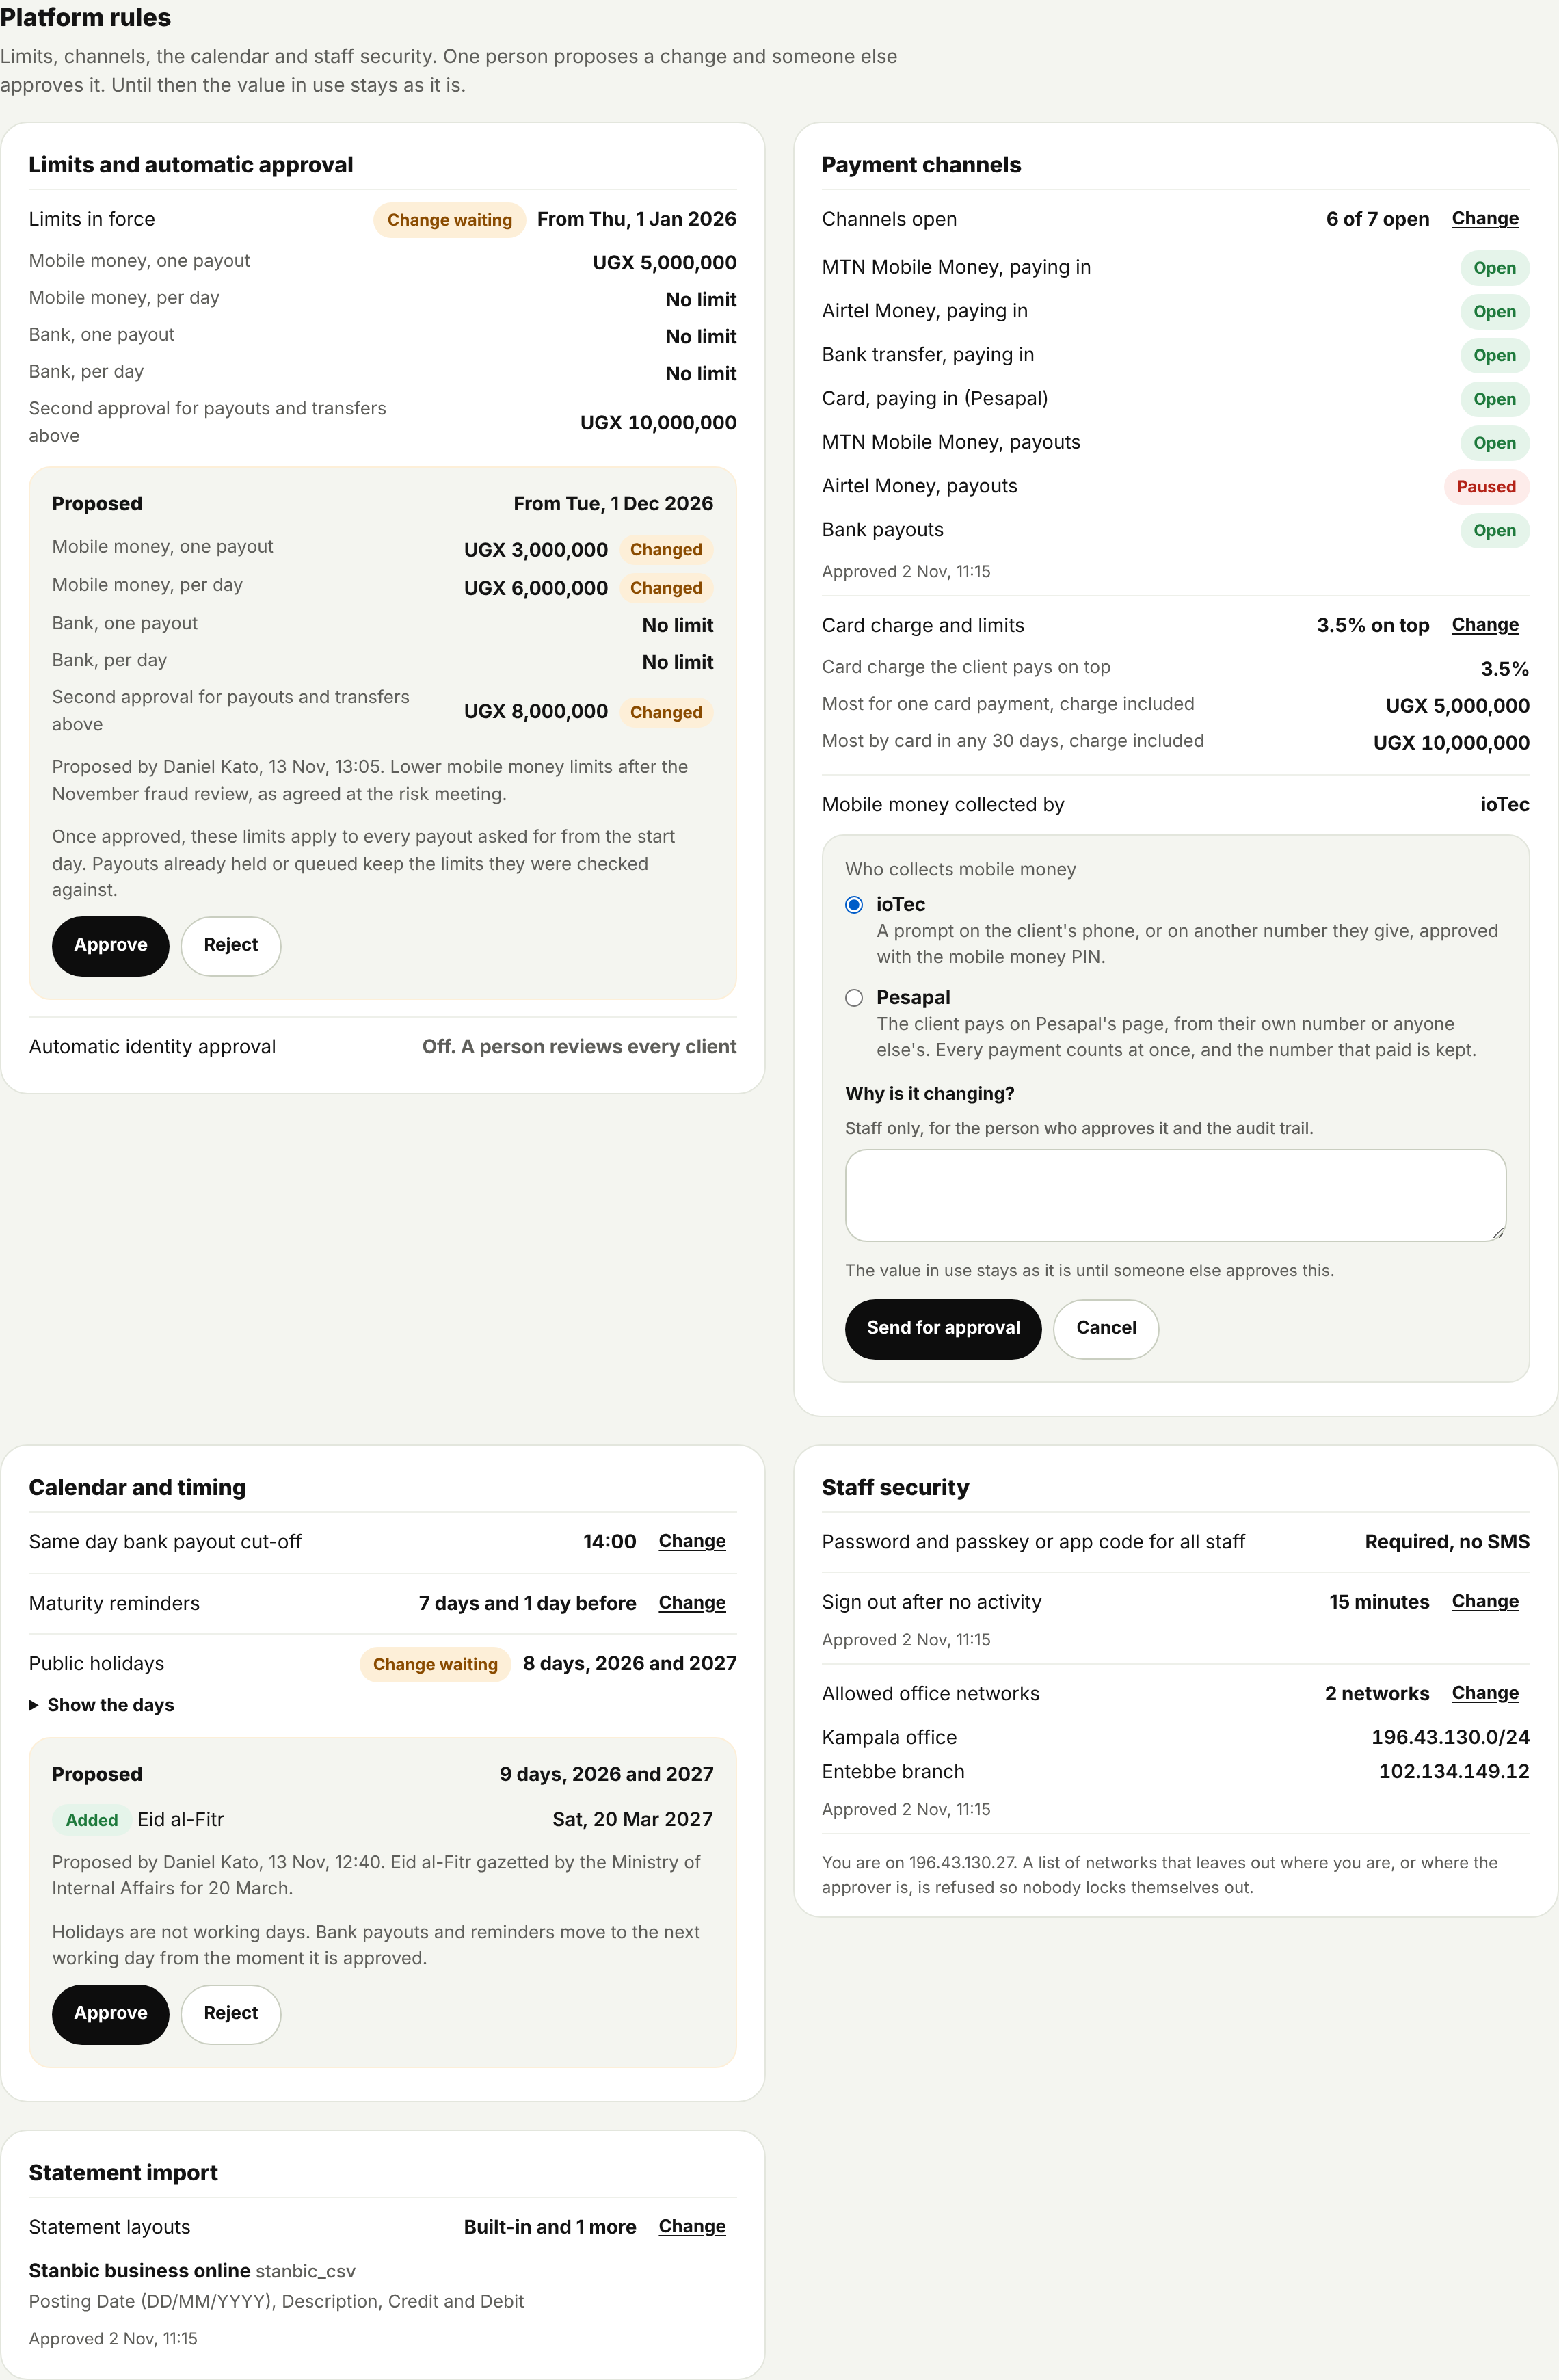 Platform rules
Limits, channels, the calendar and staff security. One person proposes a change and someone else
approves it. Until then the value in use stays as it is.
Limits and automatic approval
Limits in force Change waiting From Thu, 1 Jan 2026
Mobile money, one payout UGX 5,000,000
Mobile money, per day No limit
Bank, one payout No limit
Bank, per day No limit
Second approval for payouts and transfers
above UGX 10,000,000
Proposed From Tue, 1 Dec 2026
Mobile money, one payout UGX 3,000,000 Changed
Mobile money, per day UGX 6,000,000 Changed
Bank, one payout No limit
Bank, per day No limit
Second approval for payouts and transfers
above UGX 8,000,000 Changed
Proposed by Daniel Kato, 13 Nov, 13:05. Lower mobile money limits after the
November fraud review, as agreed at the risk meeting.
Once approved, these limits apply to every payout asked for from the start
day. Payouts already held or queued keep the limits they were checked
against.
Approve Reject
Automatic identity approval Off. A person reviews every client
Payment channels
Channels open 6 of 7 open Change
MTN Mobile Money, paying in Open
Airtel Money, paying in Open
Bank transfer, paying in Open
Card, paying in (Pesapal) Open
MTN Mobile Money, payouts Open
Airtel Money, payouts Paused
Bank payouts Open
Approved 2 Nov, 11:15
Card charge and limits 3.5% on top Change
Card charge the client pays on top 3.5%
Most for one card payment, charge included UGX 5,000,000
Most by card in any 30 days, charge included UGX 10,000,000
Mobile money collected by ioTec
Who collects mobile money
ioTec
A prompt on the client's phone, or on another number they give, approved
with the mobile money PIN.
Pesapal
The client pays on Pesapal's page, from their own number or anyone
else's. Every payment counts at once, and the number that paid is kept.
Why is it changing?
Staff only, for the person who approves it and the audit trail.
The value in use stays as it is until someone else approves this.
Send for approval Cancel
Calendar and timing
Same day bank payout cut-off 14:00 Change
Maturity reminders 7 days and 1 day before Change
Public holidays Change waiting 8 days, 2026 and 2027
Show the days
Proposed 9 days, 2026 and 2027
Added Eid al-Fitr Sat, 20 Mar 2027
Proposed by Daniel Kato, 13 Nov, 12:40. Eid al-Fitr gazetted by the Ministry of
Internal Affairs for 20 March.
Holidays are not working days. Bank payouts and reminders move to the next
working day from the moment it is approved.
Approve Reject
Staff security
Password and passkey or app code for all staff Required, no SMS
Sign out after no activity 15 minutes Change
Approved 2 Nov, 11:15
Allowed office networks 2 networks Change
Kampala office 196.43.130.0/24
Entebbe branch 102.134.149.12
Approved 2 Nov, 11:15
You are on 196.43.130.27. A list of networks that leaves out where you are, or where the
approver is, is refused so nobody locks themselves out.
Statement import
Statement layouts Built-in and 1 more Change
Stanbic business online stanbic_csv
Posting Date (DD/MM/YYYY), Description, Credit and Debit
Approved 2 Nov, 11:15